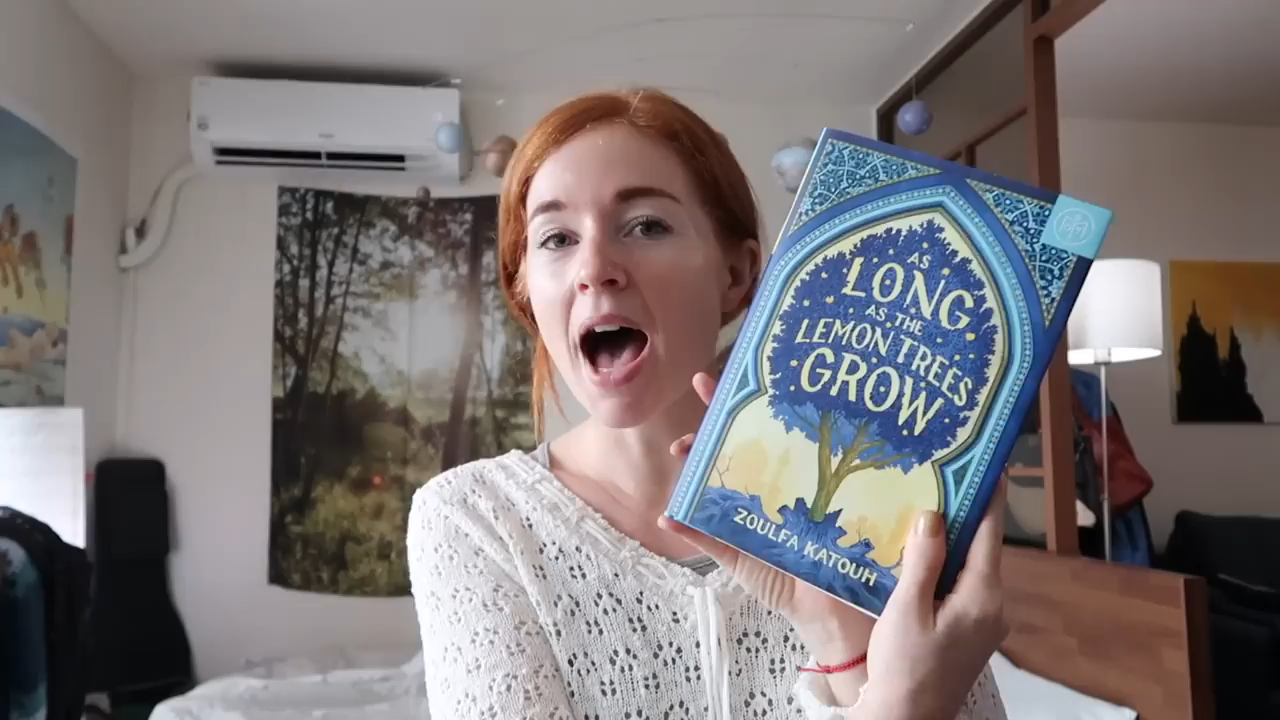 AS
LONG
AS THE
LEMON TREES
GROW
ZOULFA KATOUH